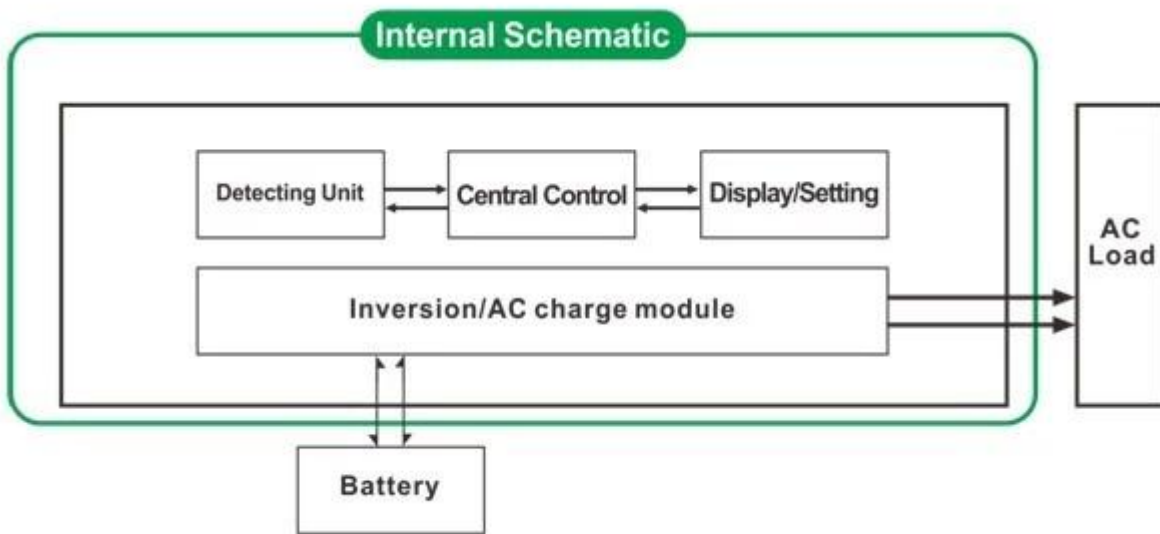 Internal Schematic
Detecting Unit
Central Control
Display/Setting
AC
Load
Inversion/AC charge module
Battery